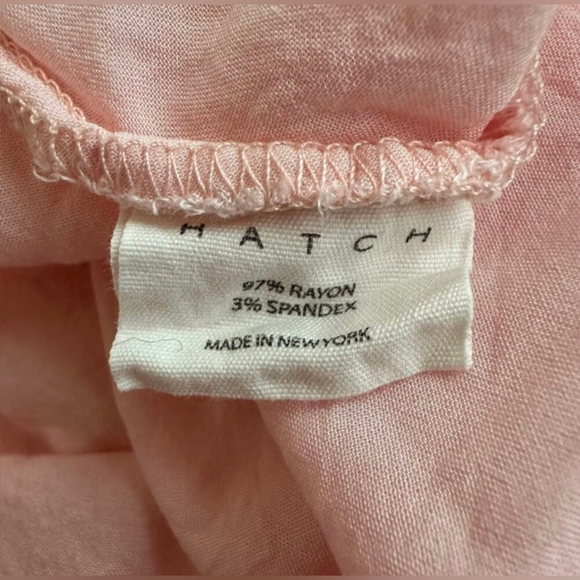 HATCH
97% RAYON
3% SPANDEX
MADE IN NEW YORK